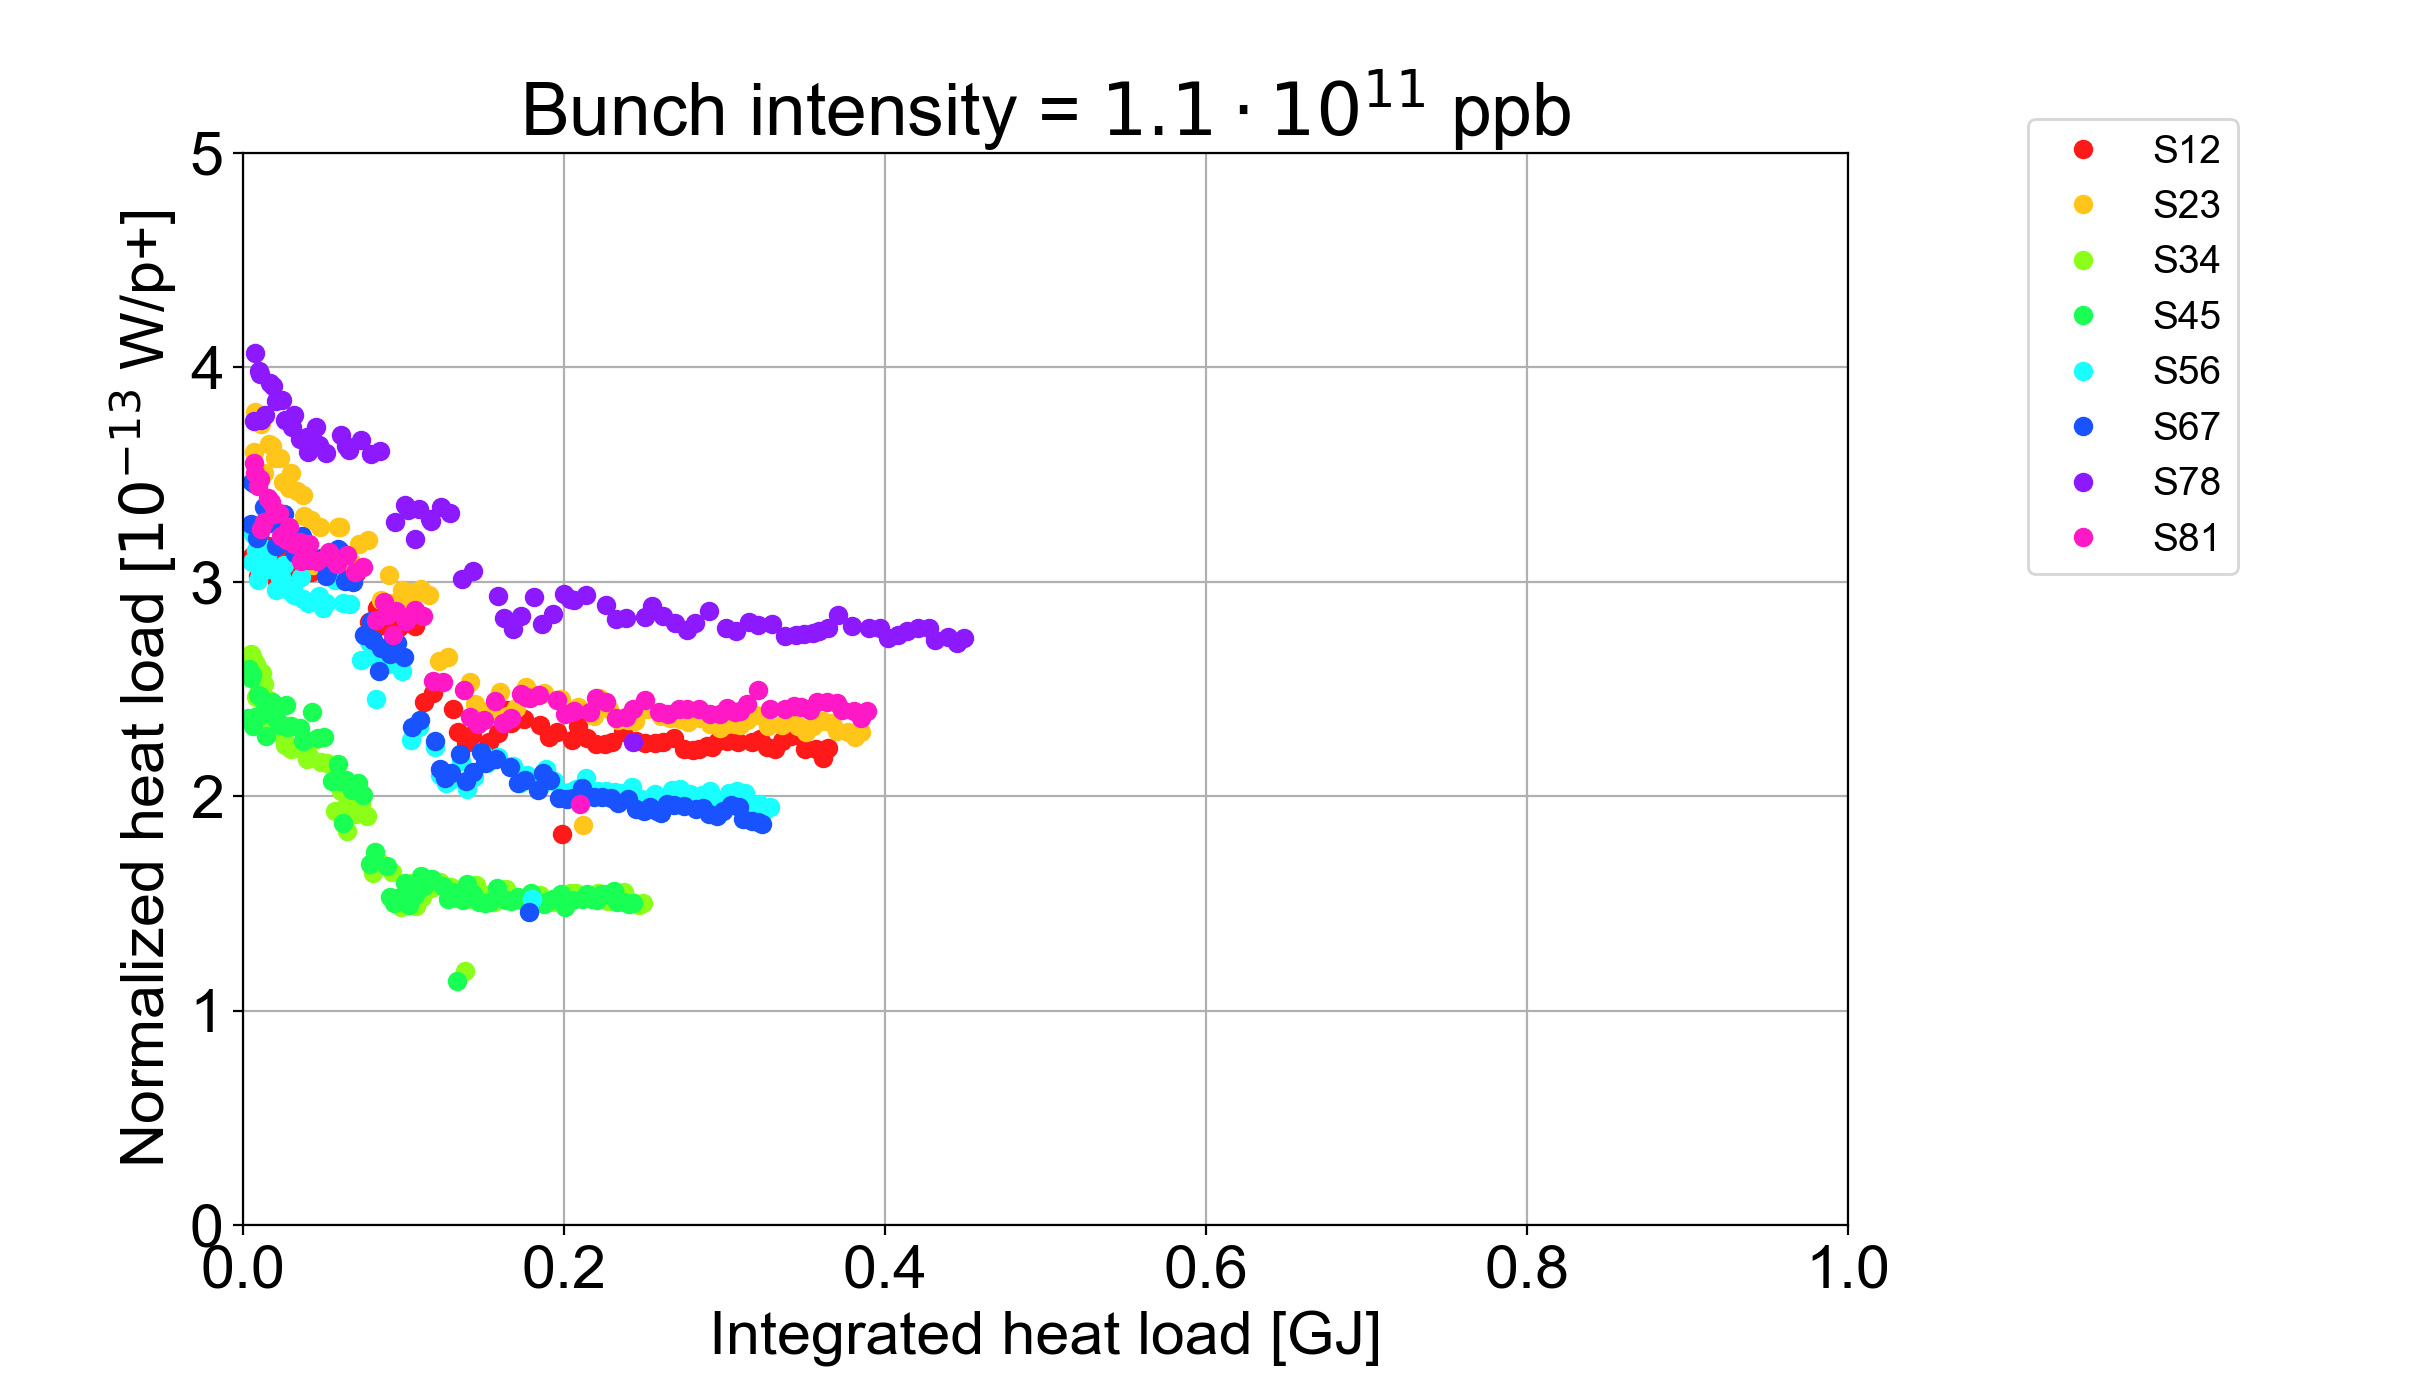 Bunch intensity = 1.1 · 10¹¹ ppb
Normalized heat load [10⁻¹³ W/p+]
5
4
3
2
1
0
0.0 0.2 0.4 0.6 0.8 1.0
Integrated heat load [GJ]
S12
S23
S34
S45
S56
S67
S78
S81